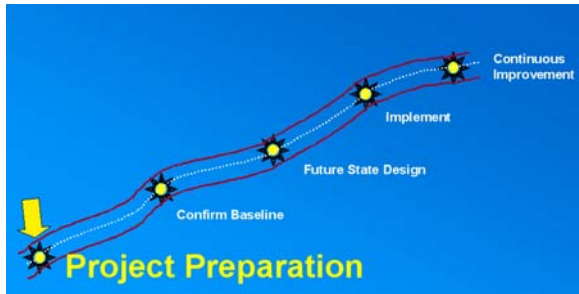 Continuous
Improvement
Implement
Future State Design
Confirm Baseline
Project Preparation